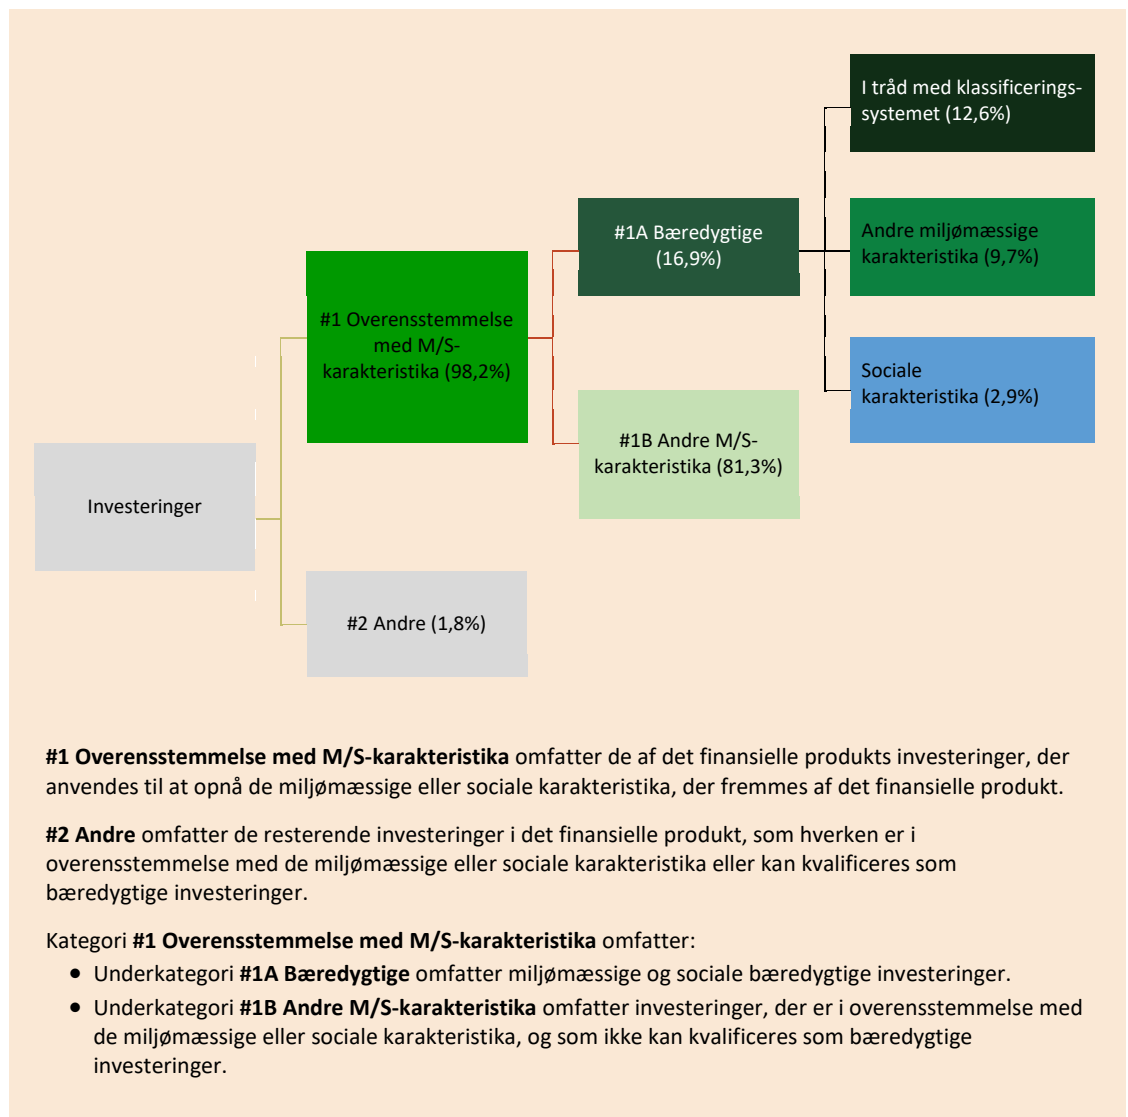 I tråd med klassificerings-
systemet (12,6%)
#1A Bæredygtige
(16,9%)
Andre miljømæssige
karakteristika (9,7%)
#1 Overensstemmelse
med M/S-
karakteristika (98,2%)
Sociale
karakteristika (2,9%)
#1B Andre M/S-
karakteristika (81,3%)
Investeringer
#2 Andre (1,8%)
#1 Overensstemmelse med M/S-karakteristika omfatter de af det finansielle produkts investeringer, der
anvendes til at opnå de miljømæssige eller sociale karakteristika, der fremmes af det finansielle produkt.
#2 Andre omfatter de resterende investeringer i det finansielle produkt, som hverken er i
overensstemmelse med de miljømæssige eller sociale karakteristika eller kan kvalificeres som
bæredygtige investeringer.
Kategori #1 Overensstemmelse med M/S-karakteristika omfatter:
• Underkategori #1A Bæredygtige omfatter miljømæssige og sociale bæredygtige investeringer.
• Underkategori #1B Andre M/S-karakteristika omfatter investeringer, der er i overensstemmelse med
de miljømæssige eller sociale karakteristika, og som ikke kan kvalificeres som bæredygtige
investeringer.